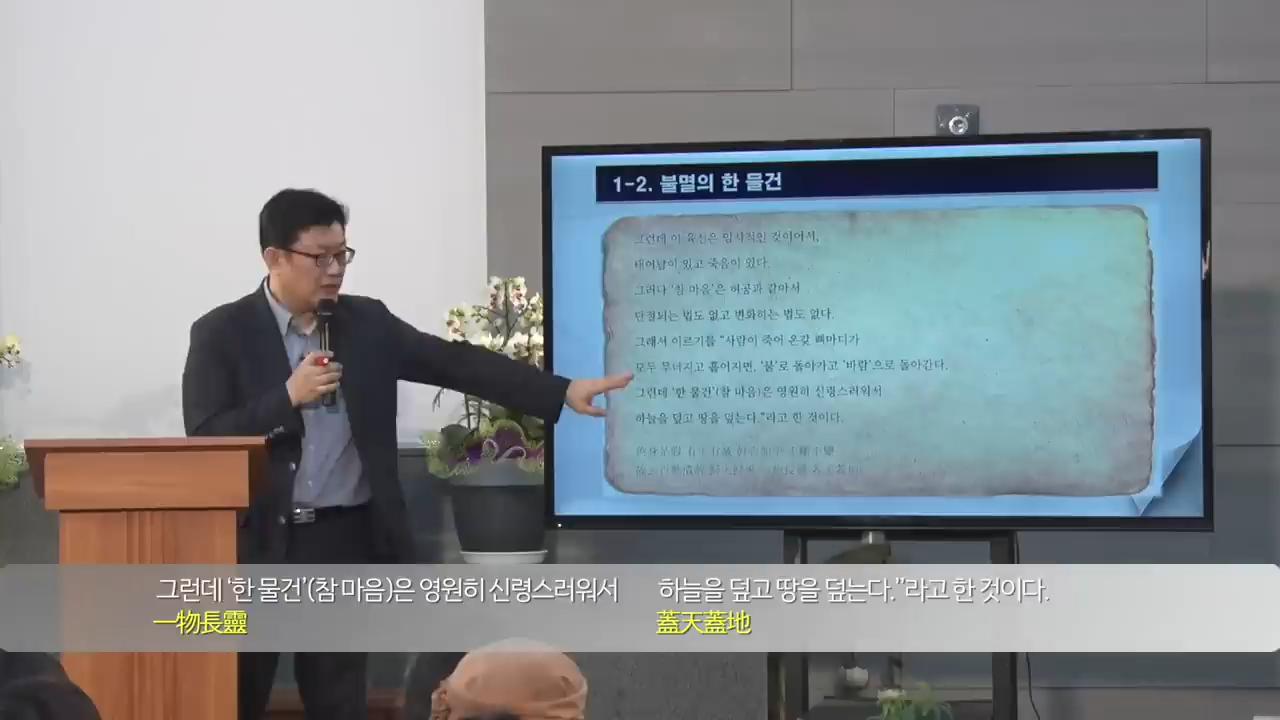 1-2. 불멸의 한 물건
그런데 이 육신은 임시적인 것이어서,
태어남이 있고 죽음이 있다.
그러나 '참 마음'은 허공과 같아서
단절되는 법도 없고 변화하는 법도 없다.
그래서 이르기를 "사람이 죽어 온갖 뼈마디가
모두 무너지고 흩어지면, '불'로 돌아가고 '바람'으로 돌아간다.
그런데 '한 물건'(참 마음)은 영원히 신령스러워서
하늘을 덮고 땅을 덮는다."라고 한 것이다.
그런데 '한 물건'(참 마음)은 영원히 신령스러워서 하늘을 덮고 땅을 덮는다."라고 한 것이다.
一物長靈 蓋天蓋地